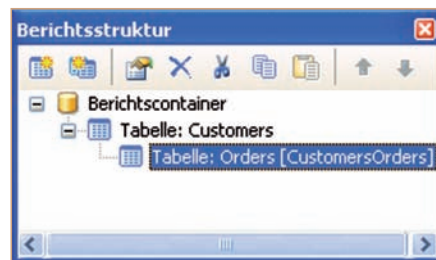 Berichtsstruktur
Berichtscontainer
Tabelle: Customers
Tabelle: Orders [CustomersOrders]